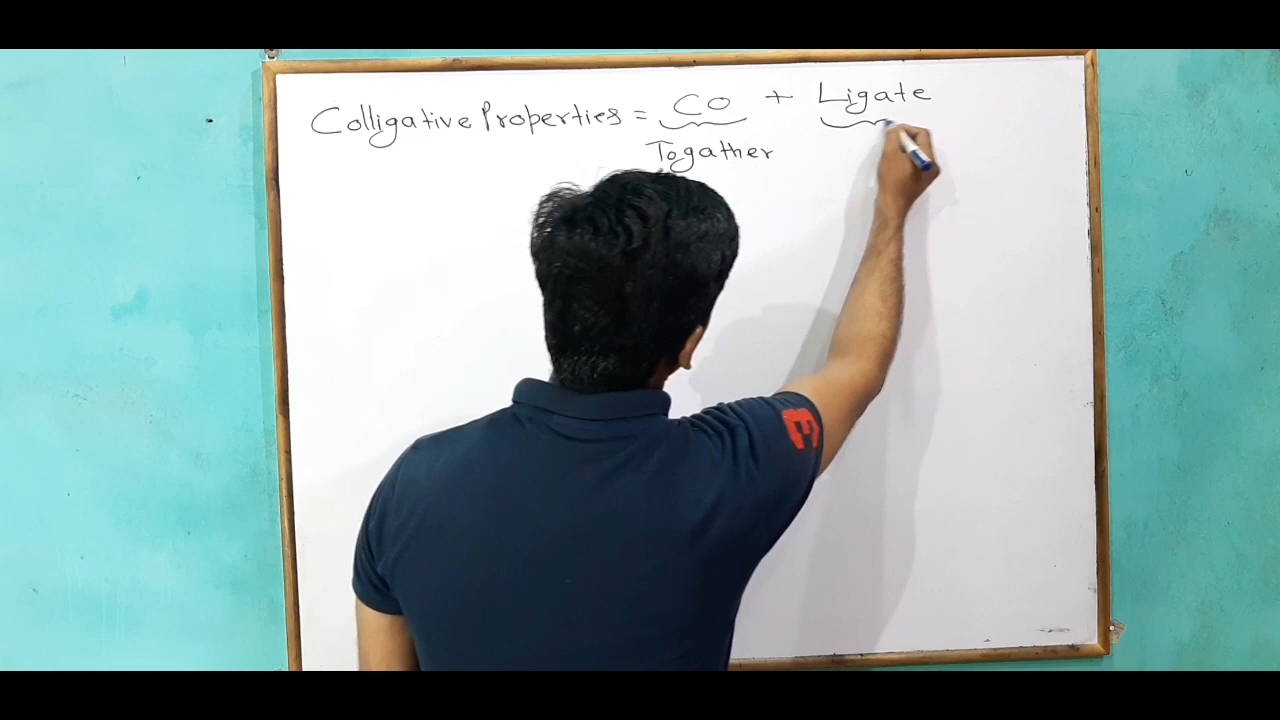 Colligative Properties = CO + Ligate
Togather
E